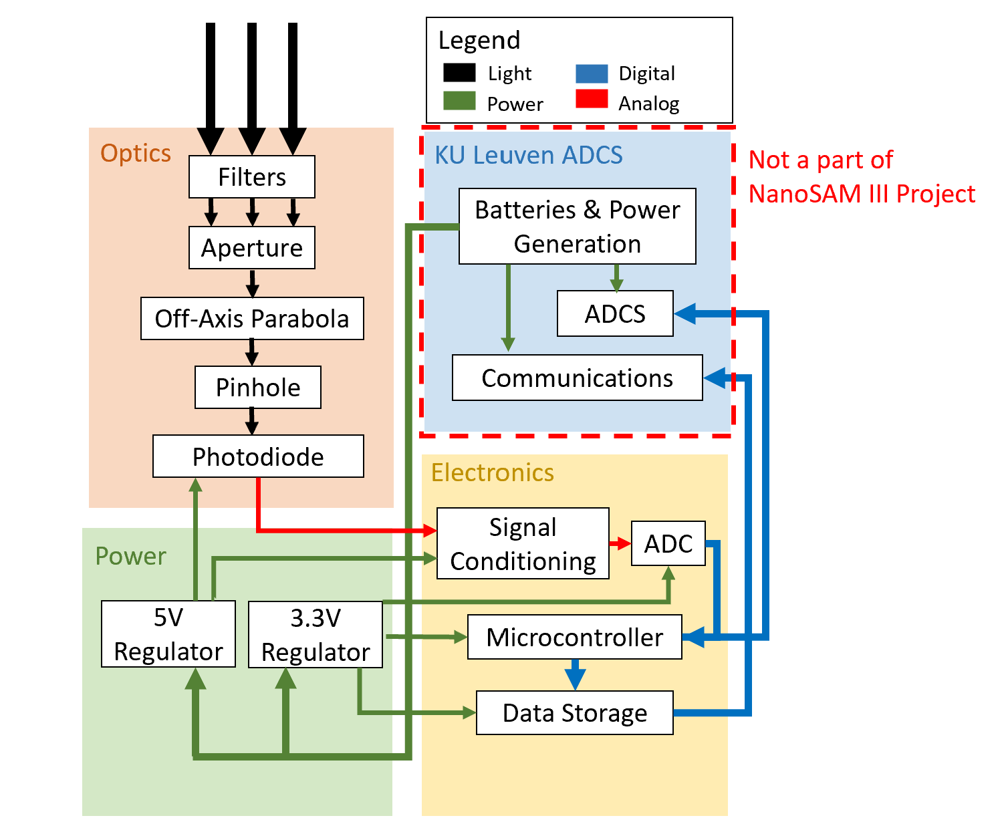 Legend
Light
Digital
Power
Analog
Optics
Filters
Aperture
Off-Axis Parabola
Pinhole
Photodiode
KU Leuven ADCS
Batteries & Power
Generation
ADCS
Communications
Not a part of
NanoSAM III Project
Electronics
Signal
Conditioning
ADC
Microcontroller
Data Storage
Power
5V
Regulator
3.3V
Regulator